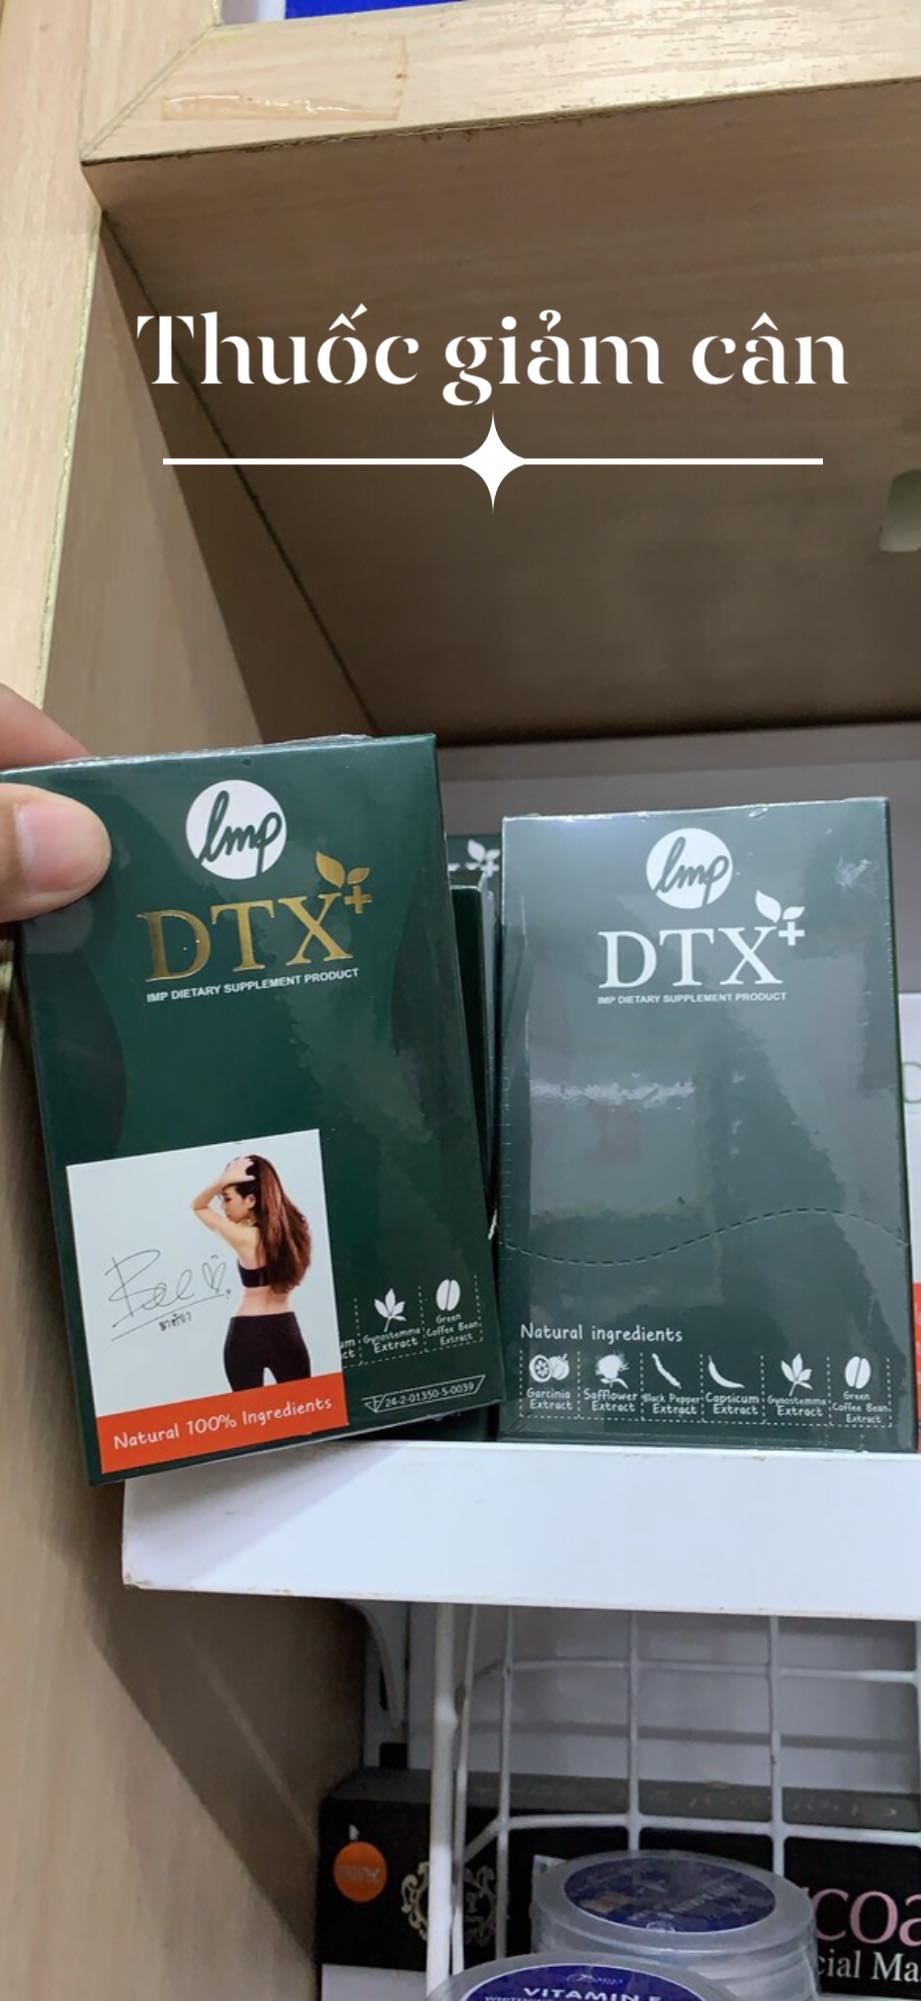 Thuốc giảm cân
lmp
DTX+
IMP DIETARY SUPPLEMENT PRODUCT
Bee
Gynostemma
Extract
Green
Coffee Bean
Extract
24-2-01350-5-0039
Natural 100% Ingredients
lmp
DTX+
IMP DIETARY SUPPLEMENT PRODUCT
Natural ingredients
Garcinia
Extract
Safflower
Extract
Black Pepper
Extract
Capsicum
Extract
Gynostemma
Extract
Green
Coffee Bean
Extract
VITAMIN E